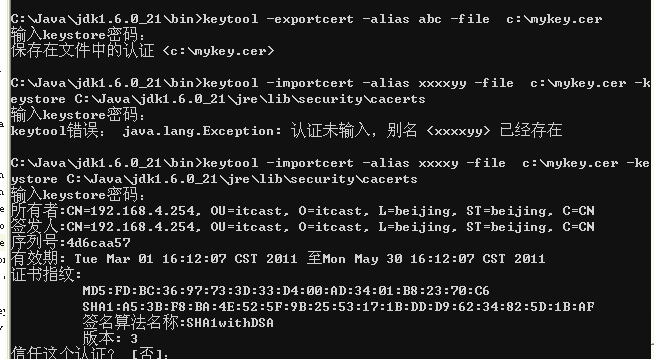 C:\Java\jdk1.6.0_21\bin>keytool -exportcert -alias abc -file  c:\mykey.cer
输入keystore密码:
保存在文件中的认证 <c:\mykey.cer>
C:\Java\jdk1.6.0_21\bin>keytool -importcert -alias xxxxyy -file  c:\mykey.cer -k
eystore C:\Java\jdk1.6.0_21\jre\lib\security\cacerts
输入keystore密码:
keytool错误: java.lang.Exception: 认证未输入，别名 <xxxxyy> 已经存在
C:\Java\jdk1.6.0_21\bin>keytool -importcert -alias xxxxy -file  c:\mykey.cer -ke
ystore C:\Java\jdk1.6.0_21\jre\lib\security\cacerts
输入keystore密码:
所有者:CN=192.168.4.254, OU=itcast, O=itcast, L=beijing, ST=beijing, C=CN
签发人:CN=192.168.4.254, OU=itcast, O=itcast, L=beijing, ST=beijing, C=CN
序列号:4d6caa57
有效期: Tue Mar 01 16:12:07 CST 2011 至Mon May 30 16:12:07 CST 2011
证书指纹:
MD5:FD:BC:36:97:73:3D:33:D4:00:AD:34:01:B8:23:70:C6
SHA1:A5:3B:F8:BA:4E:52:5F:9B:25:53:17:1B:DD:D9:62:34:82:5D:1B:AF
签名算法名称:SHA1withDSA
版本: 3
信任这个认证? [否]: